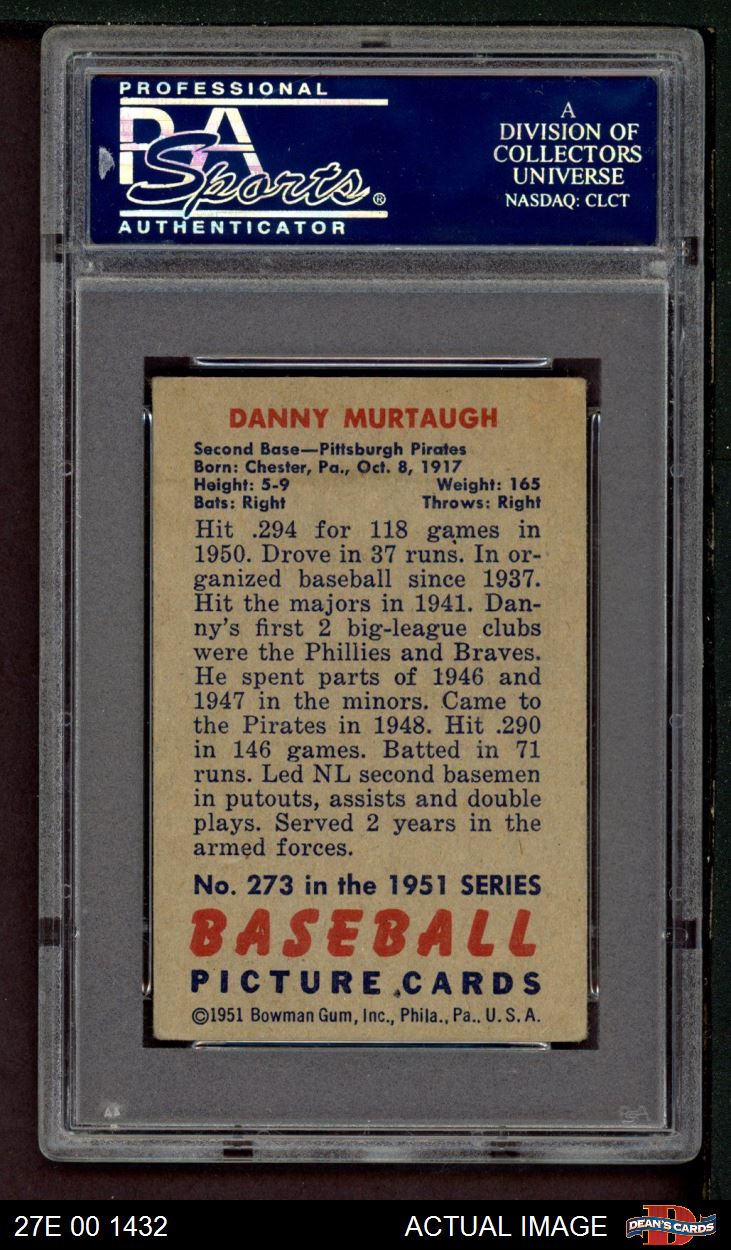 PROFESSIONAL
PSA
Sports®
AUTHENTICATOR
A
DIVISION OF
COLLECTORS
UNIVERSE
NASDAQ: CLCT
DANNY MURTAUGH
Second Base—Pittsburgh Pirates
Born: Chester, Pa., Oct. 8, 1917
Height: 5-9 Weight: 165
Bats: Right Throws: Right
Hit .294 for 118 games in
1950. Drove in 37 runs. In or-
ganized baseball since 1937.
Hit the majors in 1941. Dan-
ny's first 2 big-league clubs
were the Phillies and Braves.
He spent parts of 1946 and
1947 in the minors. Came to
the Pirates in 1948. Hit .290
in 146 games. Batted in 71
runs. Led NL second basemen
in putouts, assists and double
plays. Served 2 years in the
armed forces.
No. 273 in the 1951 SERIES
BASEBALL
PICTURE CARDS
©1951 Bowman Gum, Inc., Phila., Pa., U. S. A.
PSA
27E 00 1432
ACTUAL IMAGE
DEAN'S CARDS